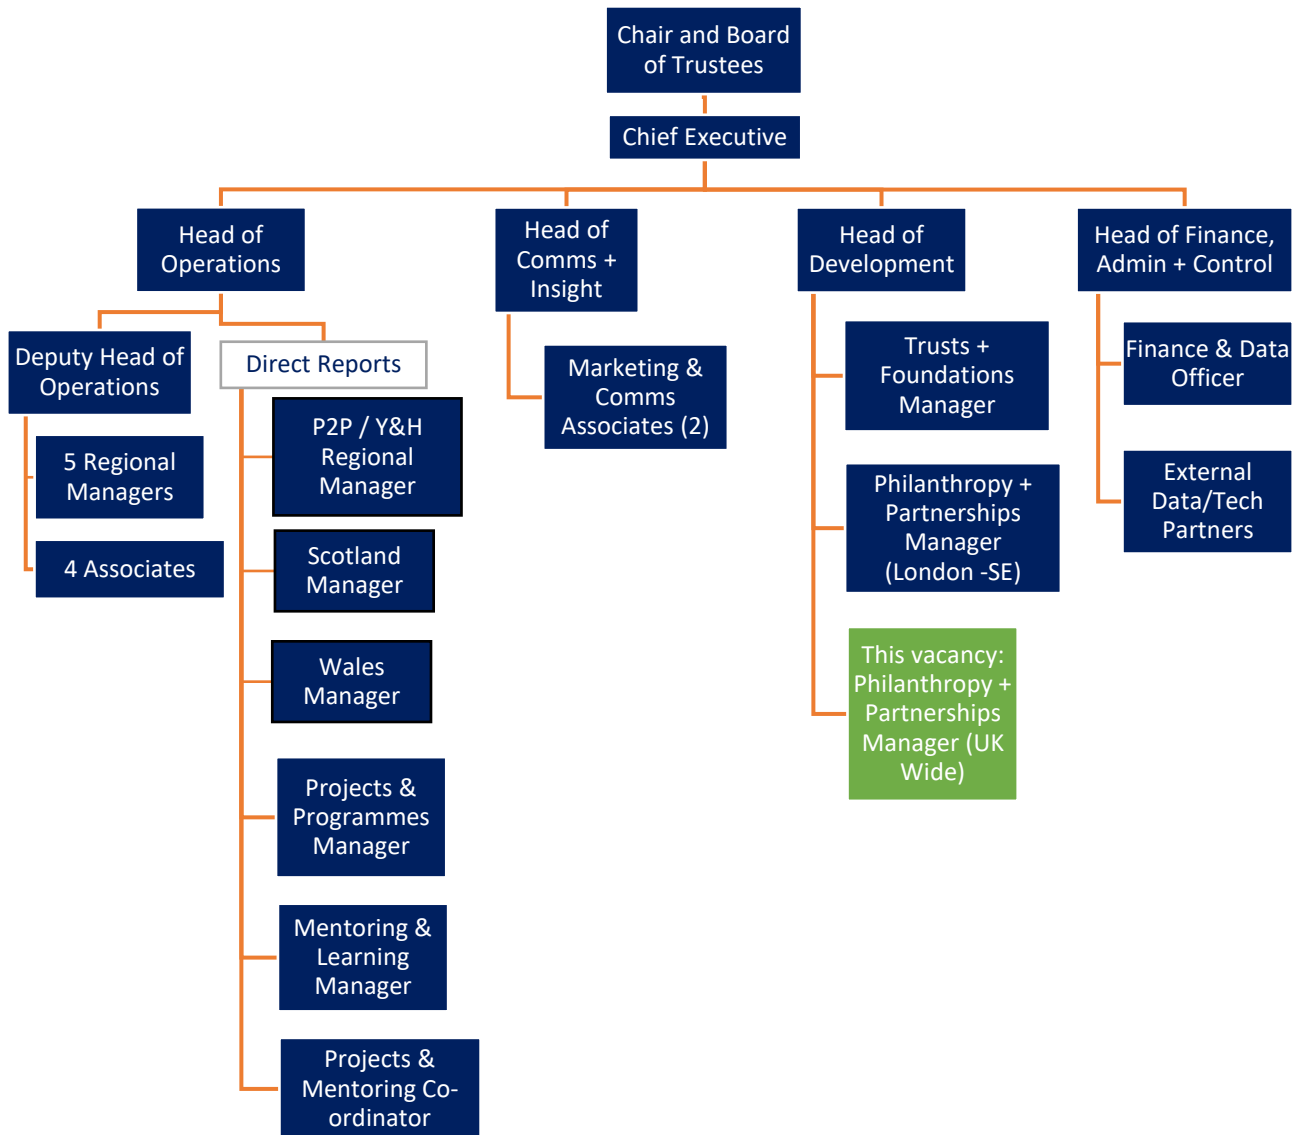 Chair and Board
of Trustees
Chief Executive
Head of
Operations
Head of
Comms +
Insight
Head of
Development
Head of Finance,
Admin + Control
Deputy Head of
Operations
5 Regional
Managers
4 Associates
Direct Reports
P2P / Y&H
Regional
Manager
Scotland
Manager
Wales
Manager
Projects &
Programmes
Manager
Mentoring &
Learning
Manager
Projects &
Mentoring Co-
ordinator
Marketing &
Comms
Associates (2)
Trusts +
Foundations
Manager
Philanthropy +
Partnerships
Manager
(London -SE)
This vacancy:
Philanthropy +
Partnerships
Manager (UK
Wide)
Finance & Data
Officer
External
Data/Tech
Partners